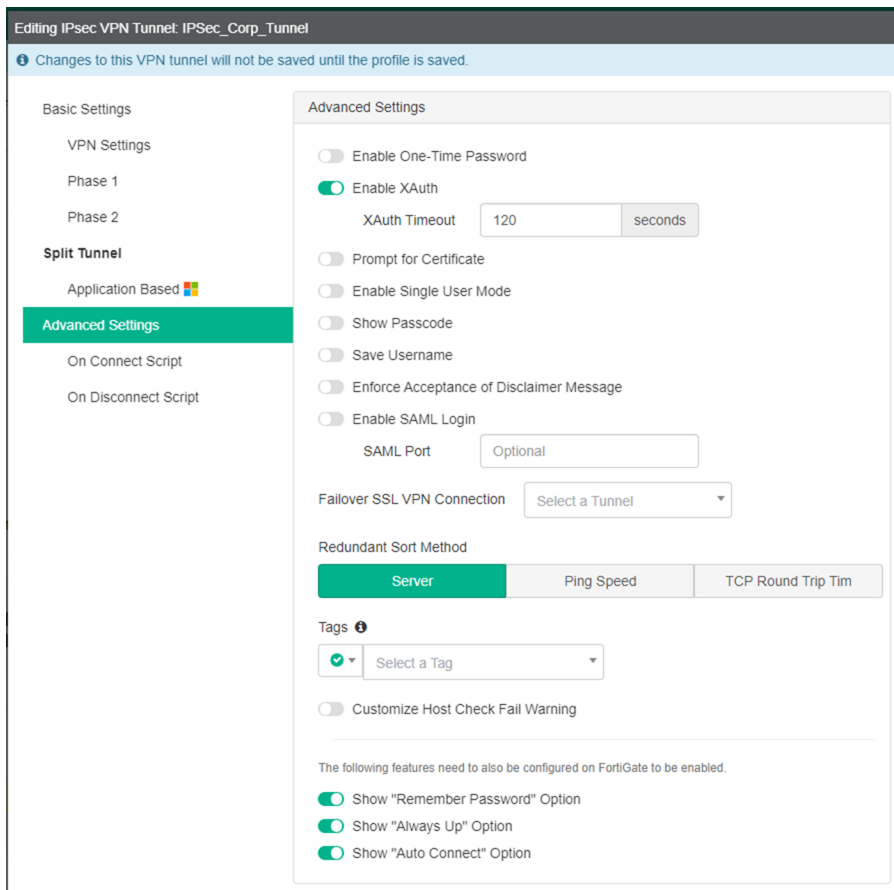 Editing IPsec VPN Tunnel: IPSec_Corp_Tunnel
Changes to this VPN tunnel will not be saved until the profile is saved.
Basic Settings
VPN Settings
Phase 1
Phase 2
Split Tunnel
Application Based
Advanced Settings
On Connect Script
On Disconnect Script
Advanced Settings
Enable One-Time Password
Enable XAuth
XAuth Timeout 120 seconds
Prompt for Certificate
Enable Single User Mode
Show Passcode
Save Username
Enforce Acceptance of Disclaimer Message
Enable SAML Login
SAML Port Optional
Failover SSL VPN Connection Select a Tunnel
Redundant Sort Method
Server Ping Speed TCP Round Trip Tim
Tags
Select a Tag
Customize Host Check Fail Warning
The following features need to also be configured on FortiGate to be enabled.
Show "Remember Password" Option
Show "Always Up" Option
Show "Auto Connect" Option